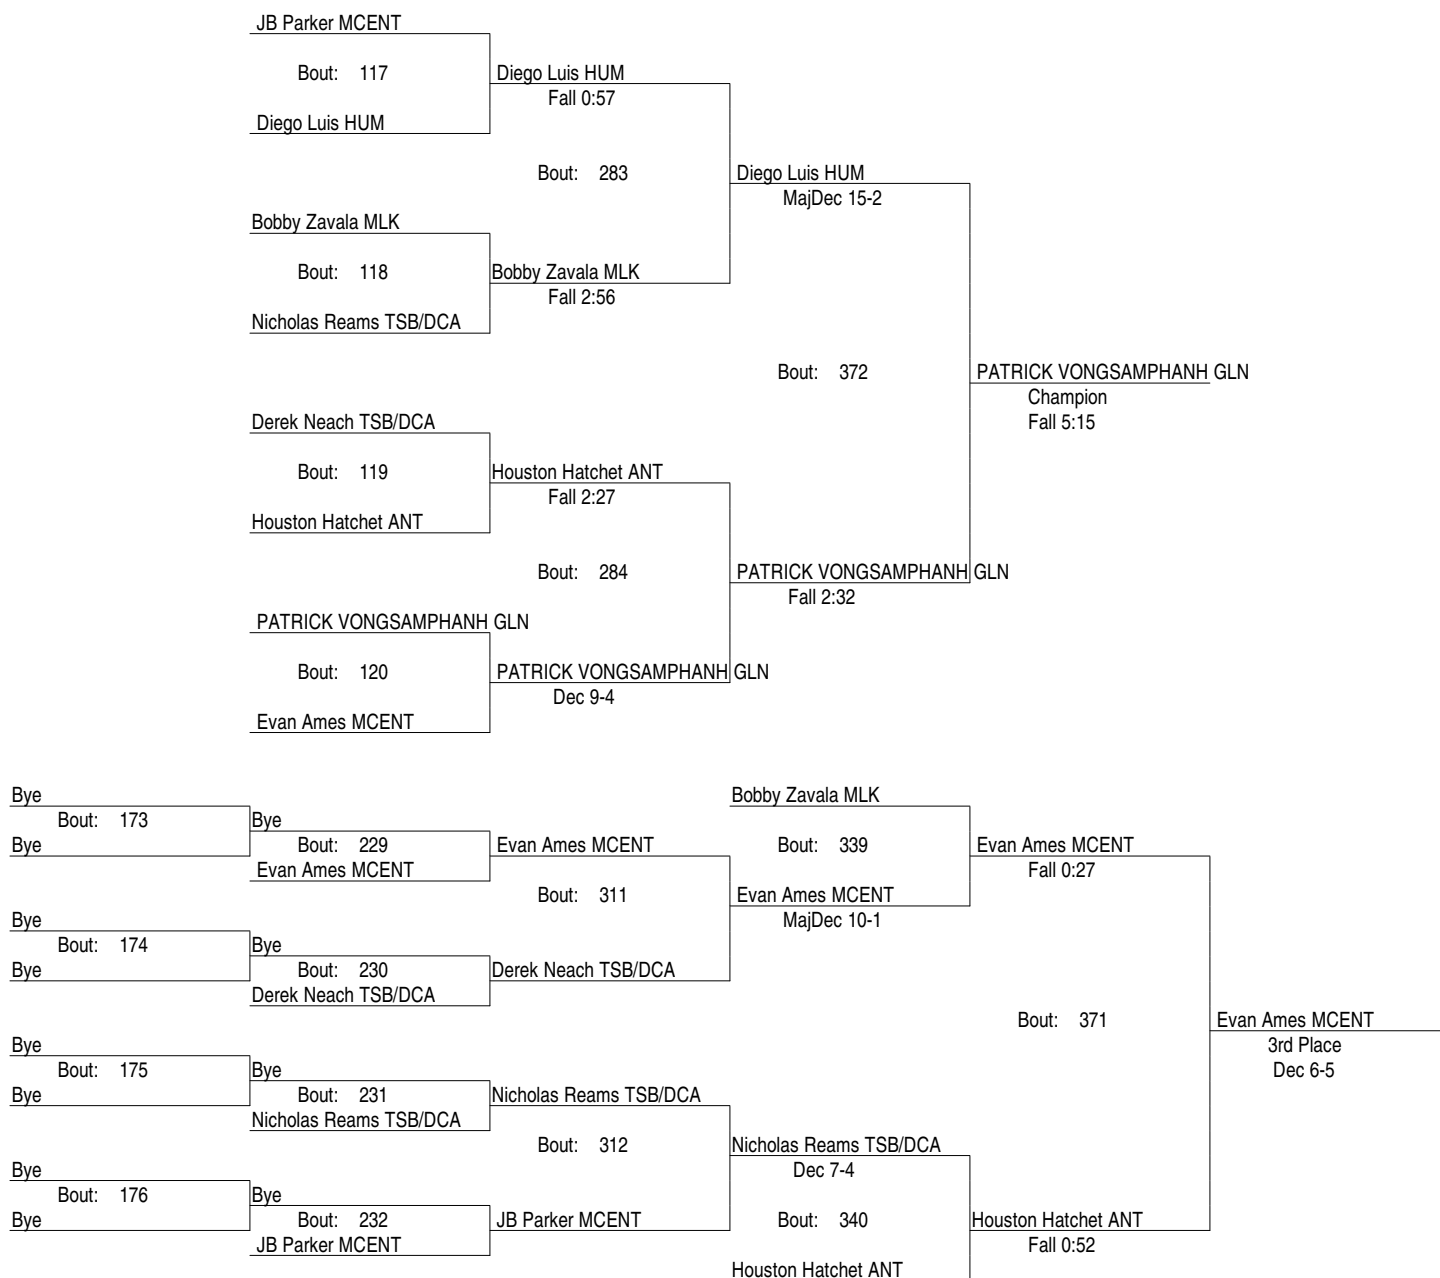 JB Parker MCENT
Bout: 117
Diego Luis HUM
Fall 0:57
Diego Luis HUM
Bout: 283
Diego Luis HUM
MajDec 15-2
Bobby Zavala MLK
Bout: 118
Bobby Zavala MLK
Fall 2:56
Nicholas Reams TSB/DCA
Bout: 372
PATRICK VONGSAMPHANH GLN
Champion
Fall 5:15
Derek Neach TSB/DCA
Bout: 119
Houston Hatchet ANT
Fall 2:27
Houston Hatchet ANT
Bout: 284
PATRICK VONGSAMPHANH GLN
Fall 2:32
PATRICK VONGSAMPHANH GLN
Bout: 120
PATRICK VONGSAMPHANH GLN
Dec 9-4
Evan Ames MCENT
Bye
Bout: 173
Bye
Bye
Bout: 229
Evan Ames MCENT
Evan Ames MCENT
Bout: 311
Bobby Zavala MLK
Bout: 339
Evan Ames MCENT
Fall 0:27
Evan Ames MCENT
MajDec 10-1
Bye
Bout: 174
Bye
Bye
Bout: 230
Derek Neach TSB/DCA
Derek Neach TSB/DCA
Bout: 371
Evan Ames MCENT
3rd Place
Dec 6-5
Bye
Bout: 175
Bye
Bye
Bout: 231
Nicholas Reams TSB/DCA
Nicholas Reams TSB/DCA
Bout: 312
Nicholas Reams TSB/DCA
Dec 7-4
Bye
Bout: 176
Bye
Bye
Bout: 232
JB Parker MCENT
JB Parker MCENT
Bout: 340
Houston Hatchet ANT
Fall 0:52
Houston Hatchet ANT